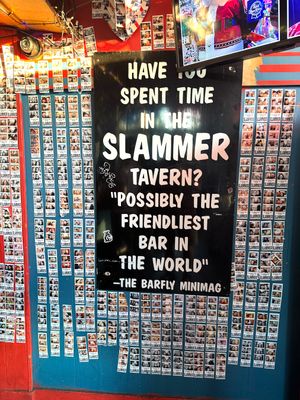 HAVE YOU
SPENT TIME
IN THE
SLAMMER
TAVERN?
"POSSIBLY THE
FRIENDLIEST
BAR IN
THE WORLD"
—THE BARFLY MINIMAG